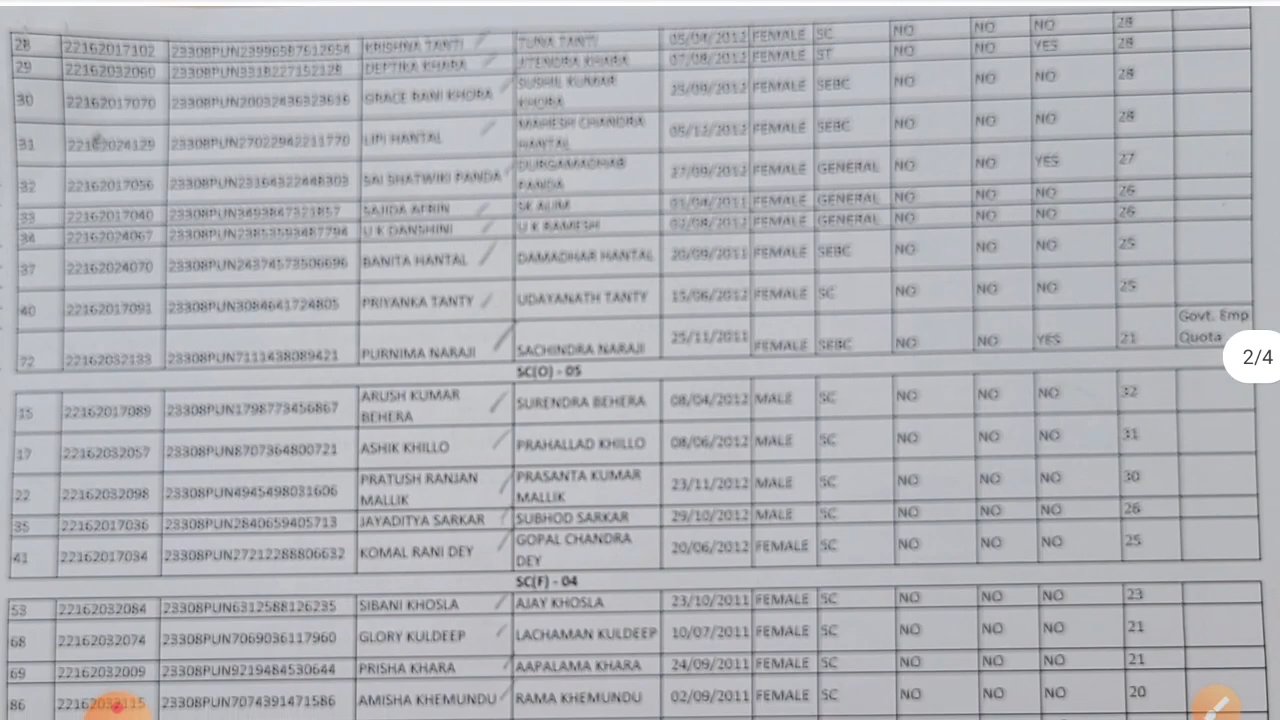 28 22162017102 23308PUN23999587612954 KRISHNA TANTI TUNA TANTI 05/04/2012 FEMALE SC NO NO NO 28
29 22162032060 23308PUN3318227152128 DEPTIKA KHARA JITENDRA KHARA 07/08/2012 FEMALE ST NO NO YES 28
30 22162017070 23308PUN20032436323616 GRACE RANI KHORA SUSHIL KUMAR KHORA 25/09/2012 FEMALE SEBC NO NO NO 28
31 22162024129 23308PUN27022942211770 LIPI HANTAL MAHESH CHANDRA HANTAL 05/12/2012 FEMALE SEBC NO NO NO 28
32 22162017056 23308PUN23164322448303 SAI SHATWIKI PANDA DURGAMADHAB PANDA 27/09/2012 FEMALE GENERAL NO NO YES 27
33 22162017040 SAJIDA AFRIN SK ALIM 01/04/2011 FEMALE GENERAL NO NO NO 26
34 22162024067 U K DANSHINI U K RAMESH 02/08/2012 FEMALE GENERAL NO NO NO 26
37 22162024070 23308PUN24374573506696 BANITA HANTAL DAMADHAR HANTAL 20/09/2011 FEMALE SEBC NO NO NO 25
40 22162017091 23308PUN3084641724805 PRIYANKA TANTY UDAYANATH TANTY 15/06/2012 FEMALE SC NO NO NO 25
72 22162032133 23308PUN7113438089421 PURNIMA NARAJI SACHINDRA NARAJI 25/11/2011 FEMALE SEBC NO NO YES 21 Govt. Emp Quota
2/4
SC(O) - 05
15 22162017089 23308PUN1798773456867 ARUSH KUMAR BEHERA SURENDRA BEHERA 08/04/2012 MALE SC NO NO NO 32
17 22162032057 23308PUN8707364800721 ASHIK KHILLO PRAHALLAD KHILLO 08/06/2012 MALE SC NO NO NO 31
22 22162032098 23308PUN4945498031606 PRATUSH RANJAN MALLIK PRASANTA KUMAR MALLIK 23/11/2012 MALE SC NO NO NO 30
35 22162017036 23308PUN2840659405713 JAYADITYA SARKAR SUBHOD SARKAR 29/10/2012 MALE SC NO NO NO 26
41 22162017034 23308PUN27212288806632 KOMAL RANI DEY GOPAL CHANDRA DEY 20/06/2012 FEMALE SC NO NO NO 25
SC(F) - 04
53 22162032084 23308PUN6312588126235 SIBANI KHOSLA AJAY KHOSLA 23/10/2011 FEMALE SC NO NO NO 23
68 22162032074 23308PUN7069036117960 GLORY KULDEEP LACHAMAN KULDEEP 10/07/2011 FEMALE SC NO NO NO 21
69 22162032009 23308PUN9219484530644 PRISHA KHARA AAPALAMA KHARA 24/09/2011 FEMALE SC NO NO NO 21
86 22162032115 23308PUN7074391471586 AMISHA KHEMUNDU RAMA KHEMUNDU 02/09/2011 FEMALE SC NO NO NO 20